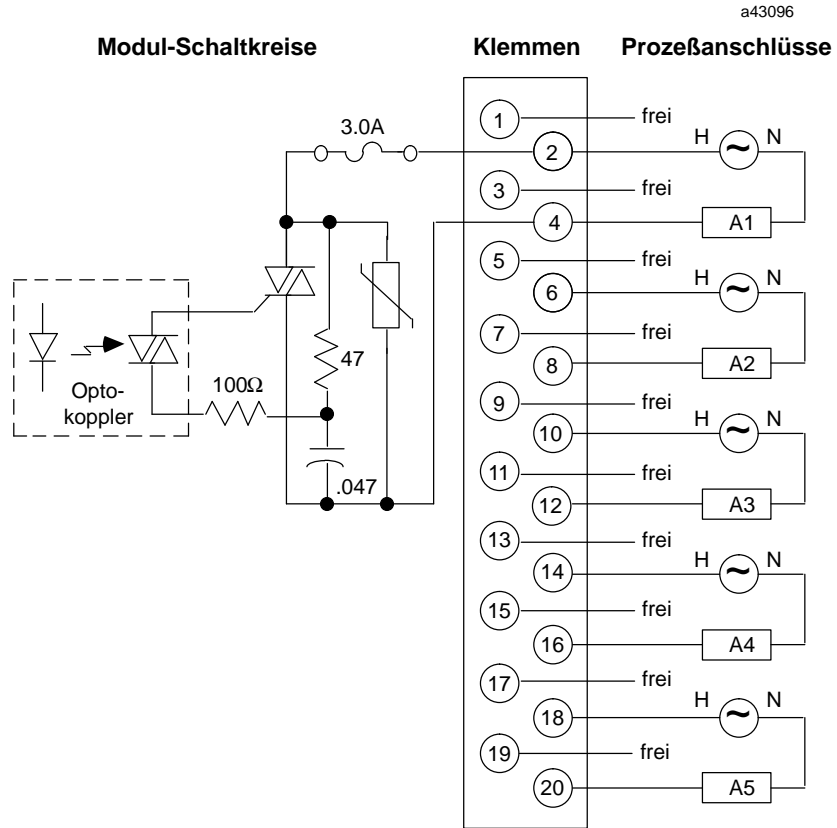 a43096
Modul-Schaltkreise Klemmen Prozeßanschlüsse
1 frei
3.0A
2 H ~ N
3 frei
4 A1
5 frei
6 H ~ N
7 frei
47
8 A2
Opto-
koppler
100Ω
9 frei
10 H ~ N
11 frei
.047
12 A3
13 frei
14 H ~ N
15 frei
16 A4
17 frei
18 H ~ N
19 frei
20 A5